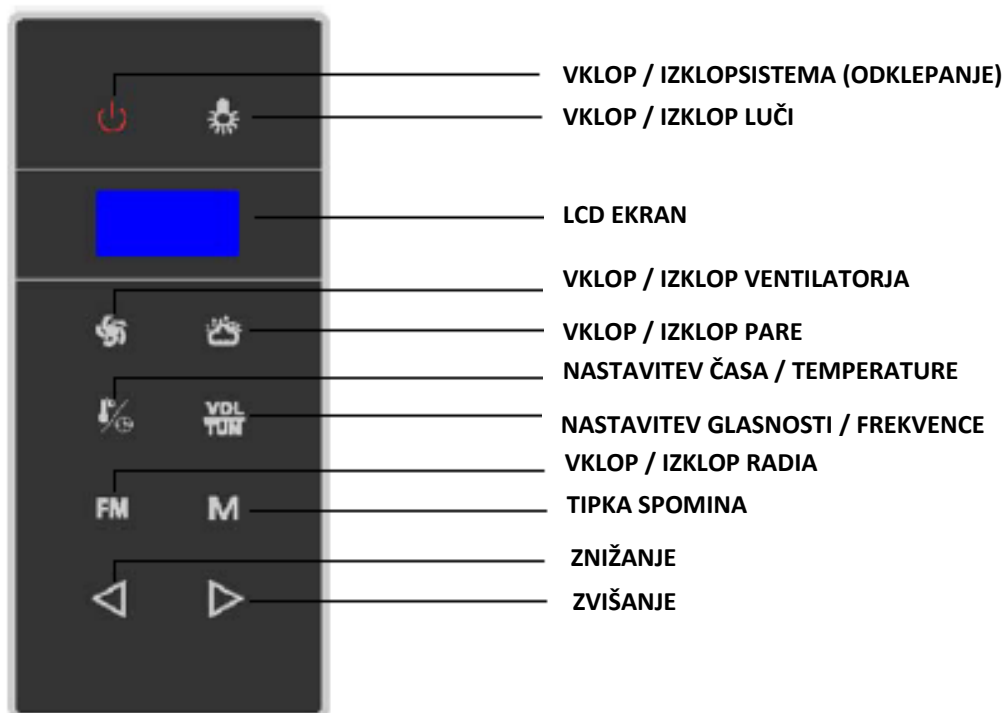 VKLOP / IZKLOPSISTEMA (ODKLEPANJE)
VKLOP / IZKLOP LUČI
LCD EKRAN
VKLOP / IZKLOP VENTILATORJA
VKLOP / IZKLOP PARE
NASTAVITEV ČASA / TEMPERATURE
VOL
TUN
NASTAVITEV GLASNOSTI / FREKVENCE
VKLOP / IZKLOP RADIA
FM
M
TIPKA SPOMINA
ZNIŽANJE
ZVIŠANJE